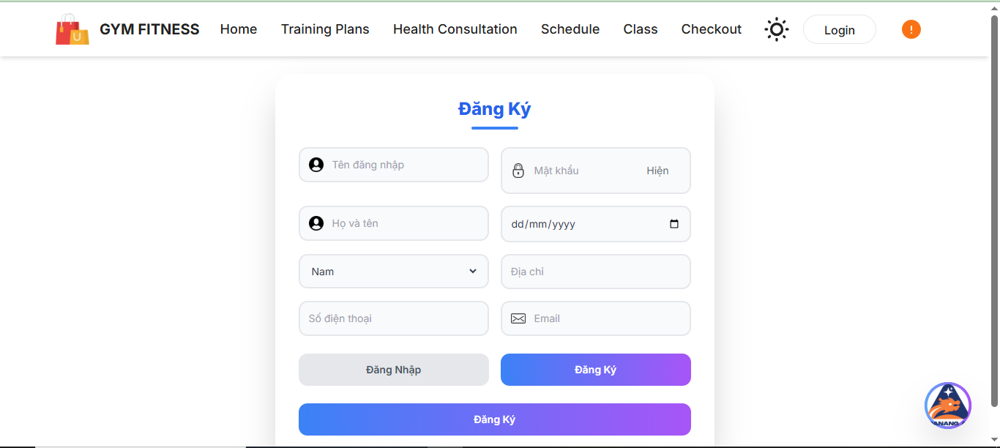 GYM FITNESS Home Training Plans Health Consultation Schedule Class Checkout Login !
Đăng Ký
Tên đăng nhập Mật khẩu Hiện
Họ và tên dd/mm/yyyy
Nam Địa chỉ
Số điện thoại Email
Đăng Nhập Đăng Ký
Đăng Ký